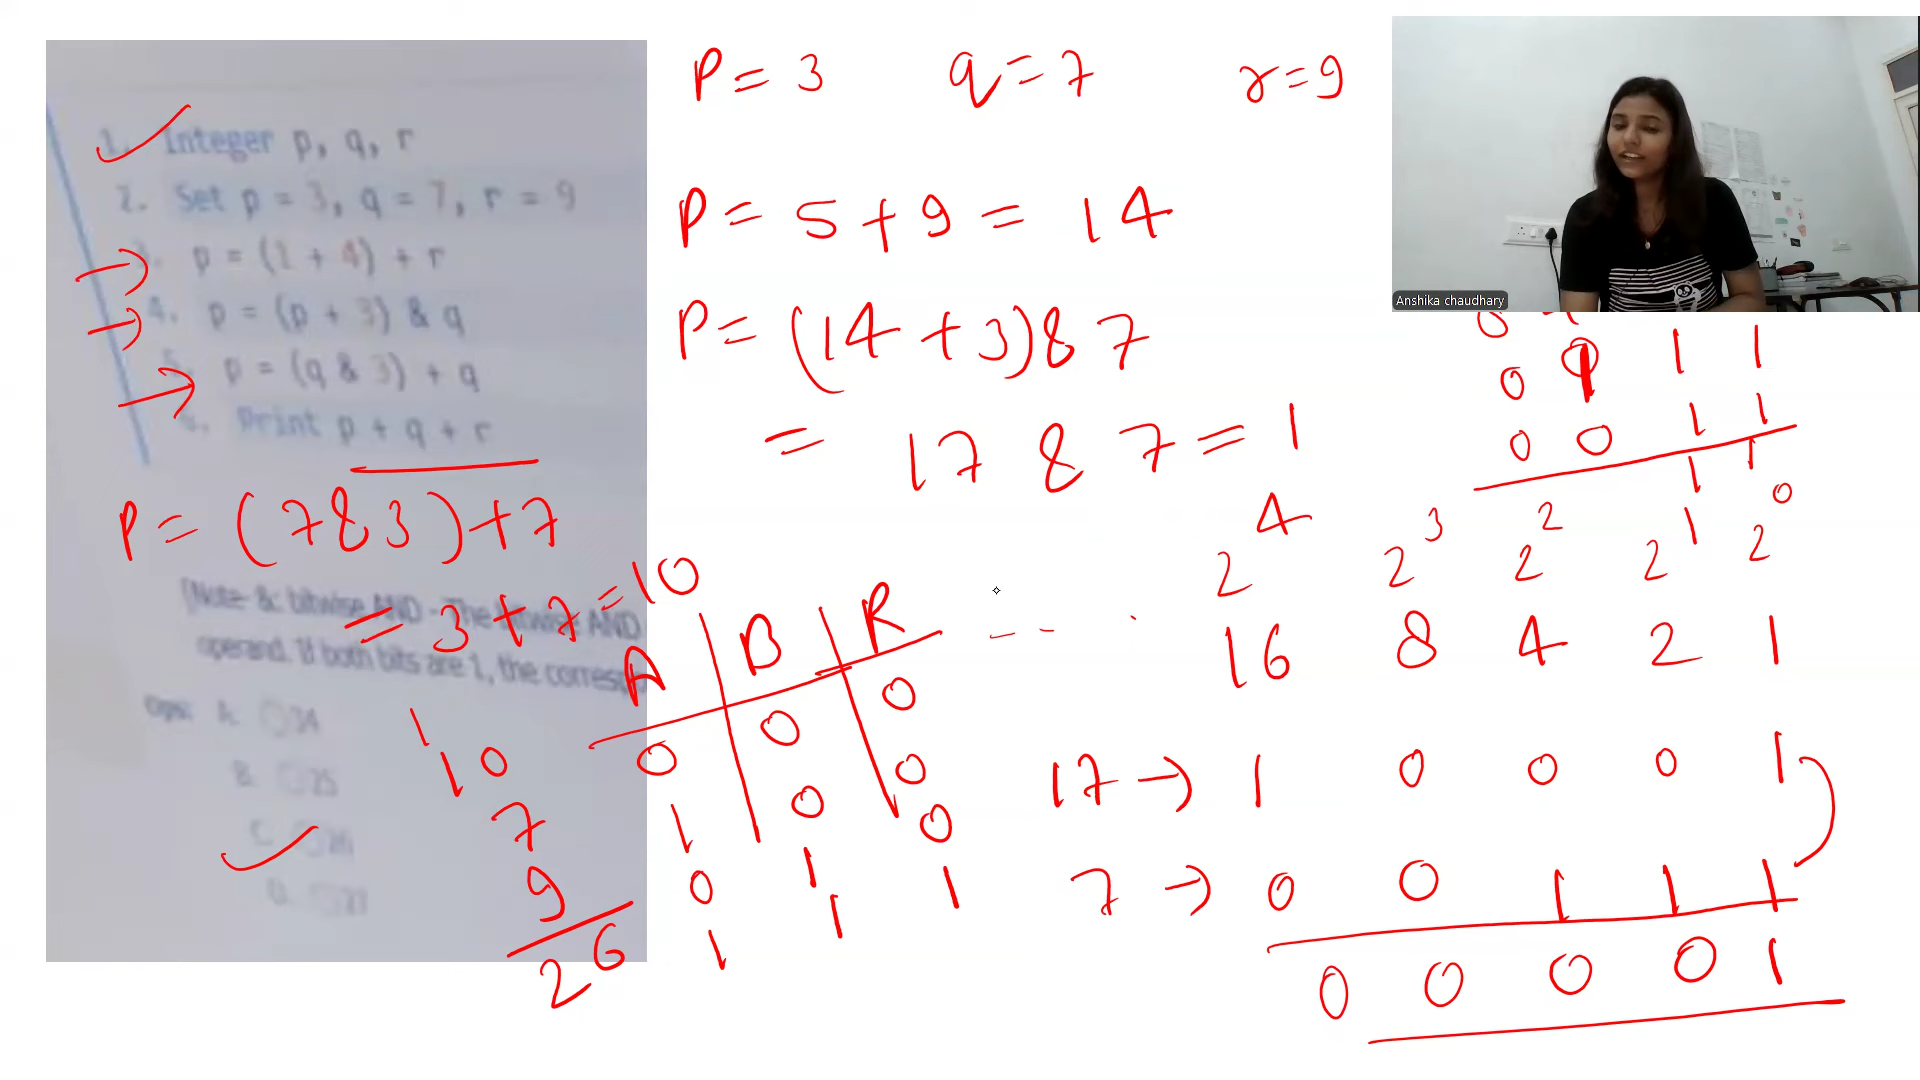 1. Integer p, q, r
2. Set p = 3, q = 7, r = 9
3. p = (1 + 4) + r
4. p = (p + 3) & q
5. p = (q & 3) + q
6. Print p + q + r
[Note- &: bitwise AND - The bitwise AND
operand. If both bits are 1, the corresp
A. 34
B. 25
C. 26
D. 27
P = (7 & 3) + 7
= 3 + 7 = 10
1
10
7
9
26
P = 3 q = 7 r = 9
P = 5 + 9 = 14
P = (14 + 3) & 7
= 17 & 7 = 1
A B R
0 0 0
1 0 0
0 1 0
1 1 1
Anshika chaudhary
0 1 1 1
0 0 1 1
1 1
2^4 2^3 2^2 2^1 2^0
16 8 4 2 1
17 → 1 0 0 0 1
7 → 0 0 1 1 1
0 0 0 0 1